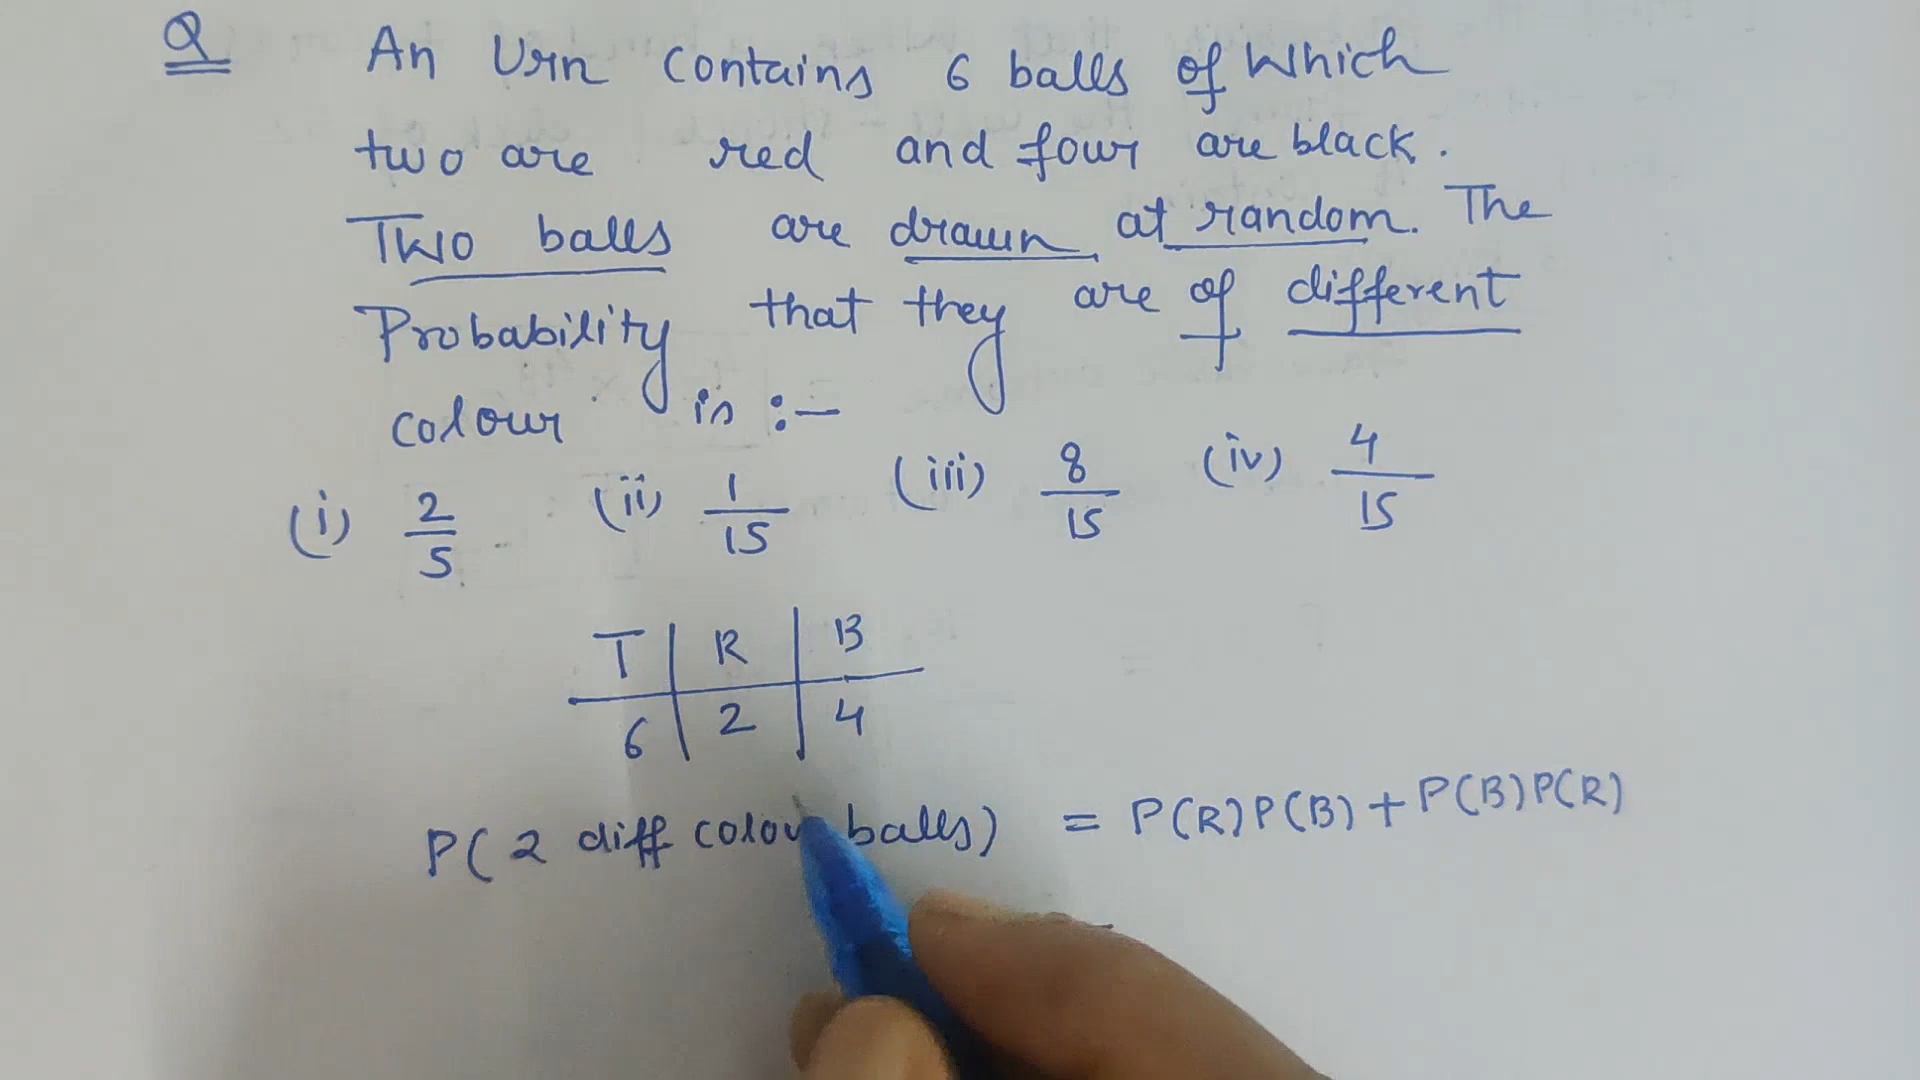 Q An Urn contains 6 balls of which
two are red and four are black.
Two balls are drawn at random. The
Probability that they are of different
colour is :-
(i) 2/5 (ii) 1/15 (iii) 8/15 (iv) 4/15
T R B
6 2 4
P( 2 diff colour balls) = P(R)P(B) + P(B)P(R)